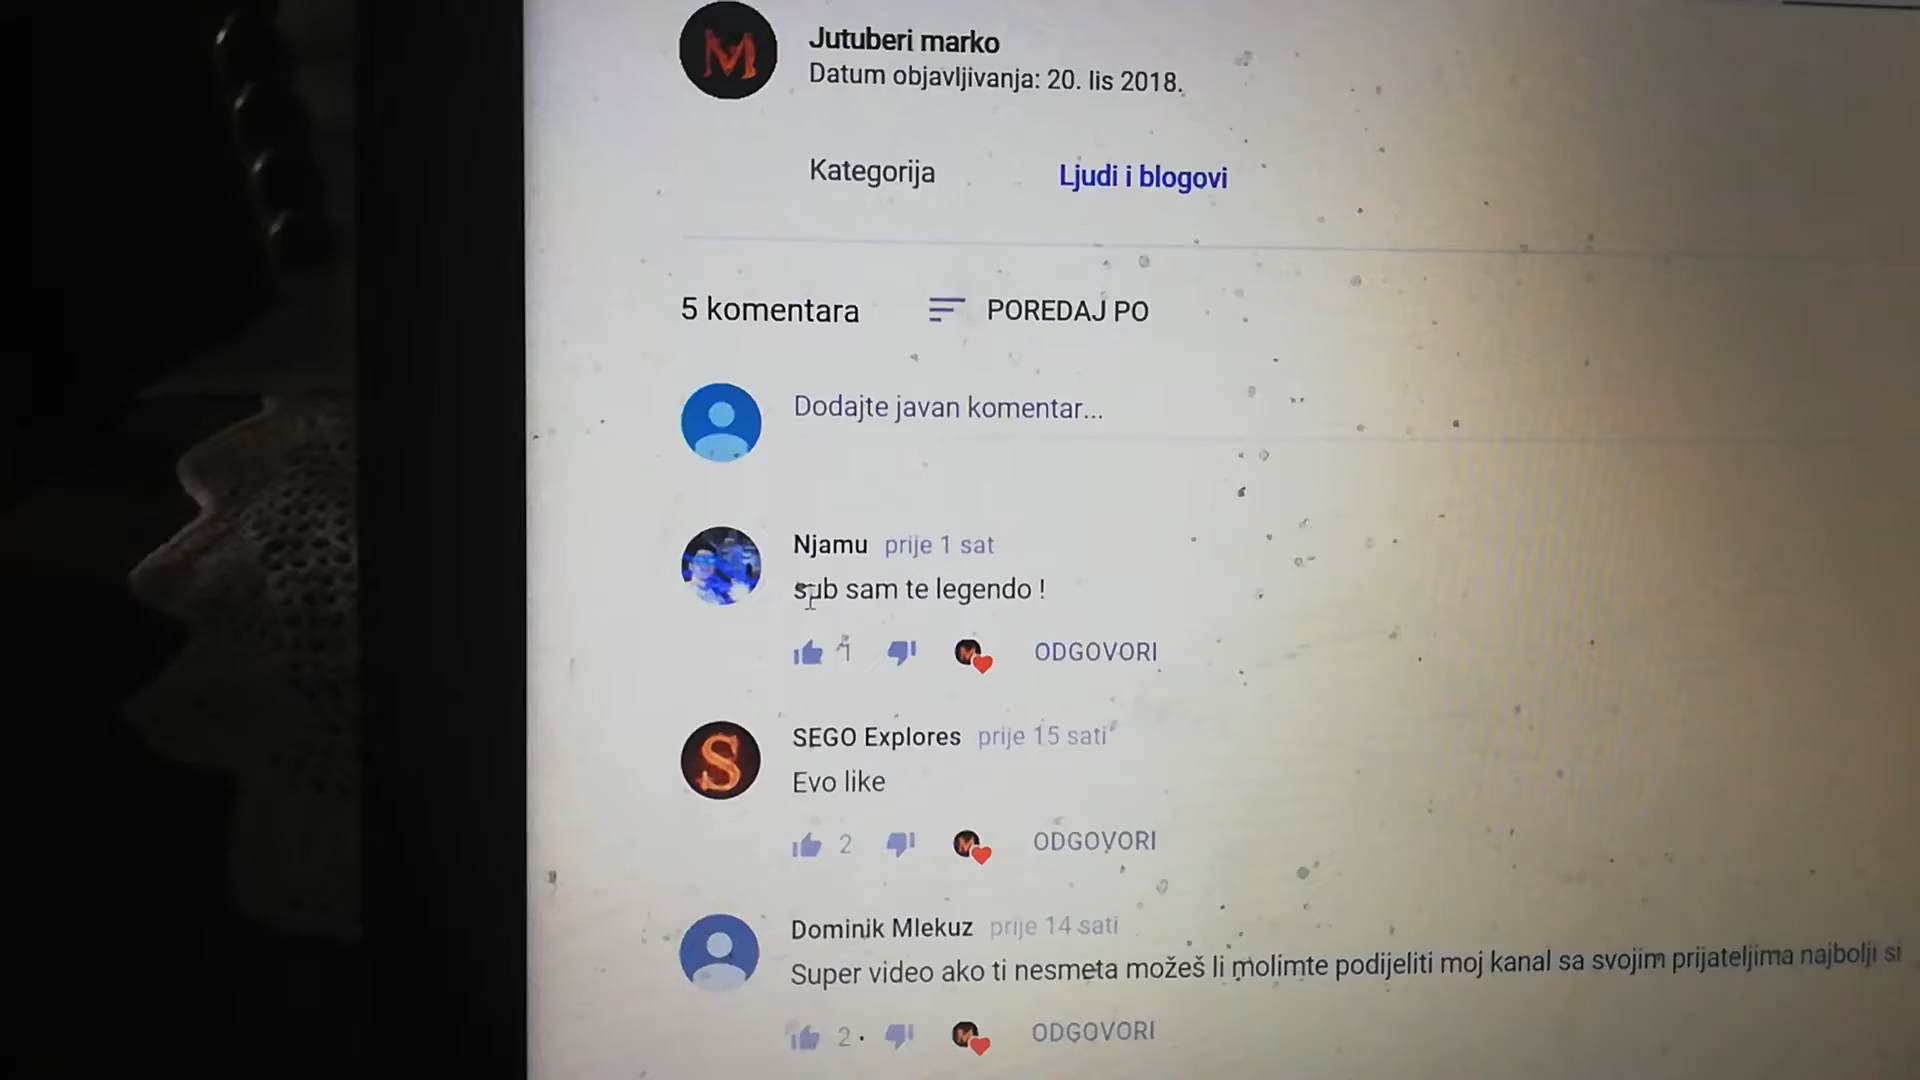 M
Jutuberi marko
Datum objavljivanja: 20. lis 2018.
Kategorija Ljudi i blogovi
5 komentara POREDAJ PO
Dodajte javan komentar...
Njamu prije 1 sat
sub sam te legendo !
1 ODGOVORI
S
SEGO Explores prije 15 sati
Evo like
2 ODGOVORI
Dominik Mlekuz prije 14 sati
Super video ako ti nesmeta možeš li molimte podijeliti moj kanal sa svojim prijateljima najbolji si
2 ODGOVORI